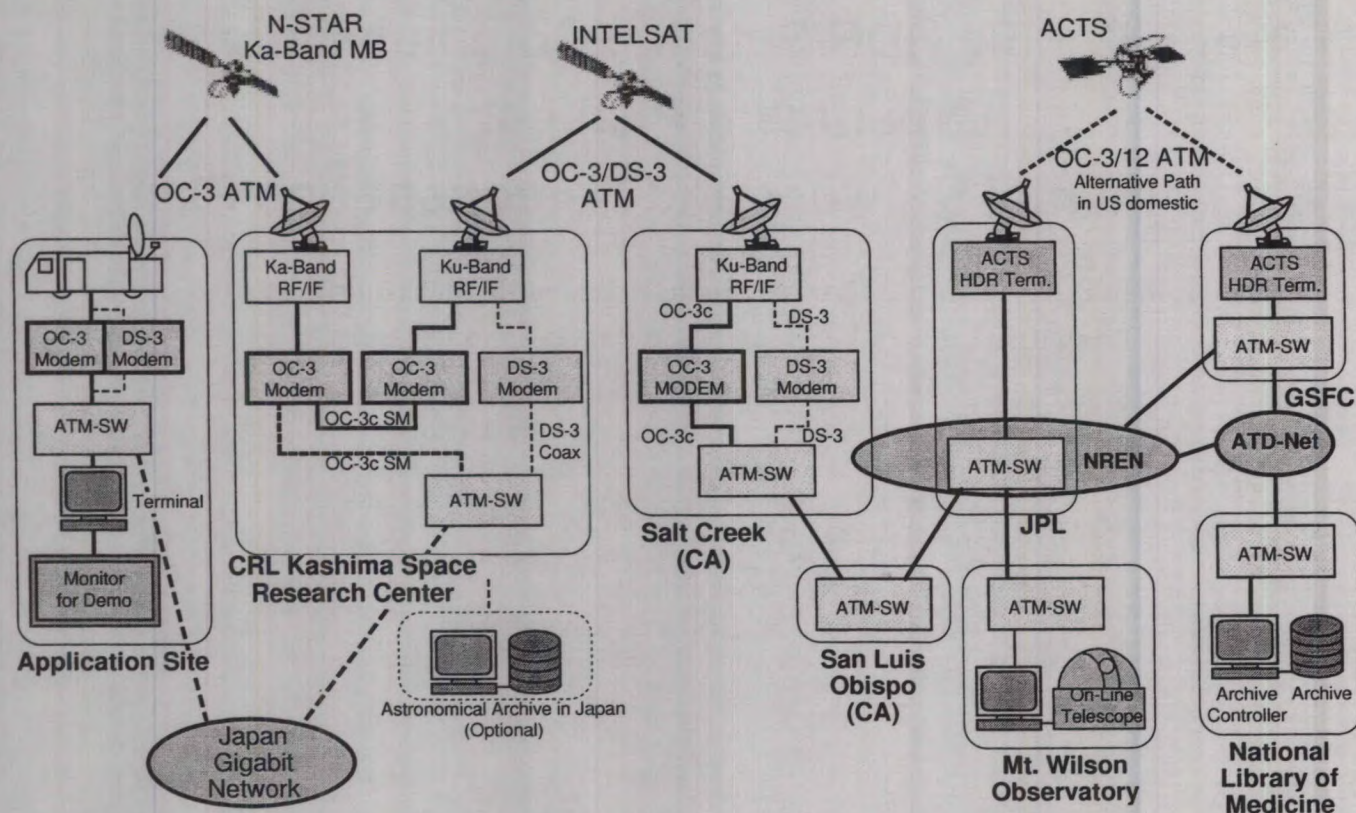 N-STAR
Ka-Band MB
INTELSAT
ACTS
OC-3 ATM
OC-3/DS-3
ATM
OC-3/12 ATM
Alternative Path
in US domestic
OC-3
Modem
DS-3
Modem
ATM-SW
Terminal
Monitor
for Demo
Application Site
Ka-Band
RF/IF
Ku-Band
RF/IF
OC-3
Modem
OC-3
Modem
DS-3
Modem
OC-3c SM
OC-3c SM
DS-3
Coax
ATM-SW
CRL Kashima Space
Research Center
Astronomical Archive in Japan
(Optional)
Japan
Gigabit
Network
Ku-Band
RF/IF
OC-3c
DS-3
OC-3
MODEM
DS-3
Modem
OC-3c
DS-3
ATM-SW
Salt Creek
(CA)
ATM-SW
San Luis
Obispo
(CA)
ACTS
HDR Term.
ATM-SW
NREN
JPL
ATM-SW
On-Line
Telescope
Mt. Wilson
Observatory
ACTS
HDR Term.
ATM-SW
GSFC
ATD-Net
ATM-SW
Archive
Controller
Archive
National
Library of
Medicine